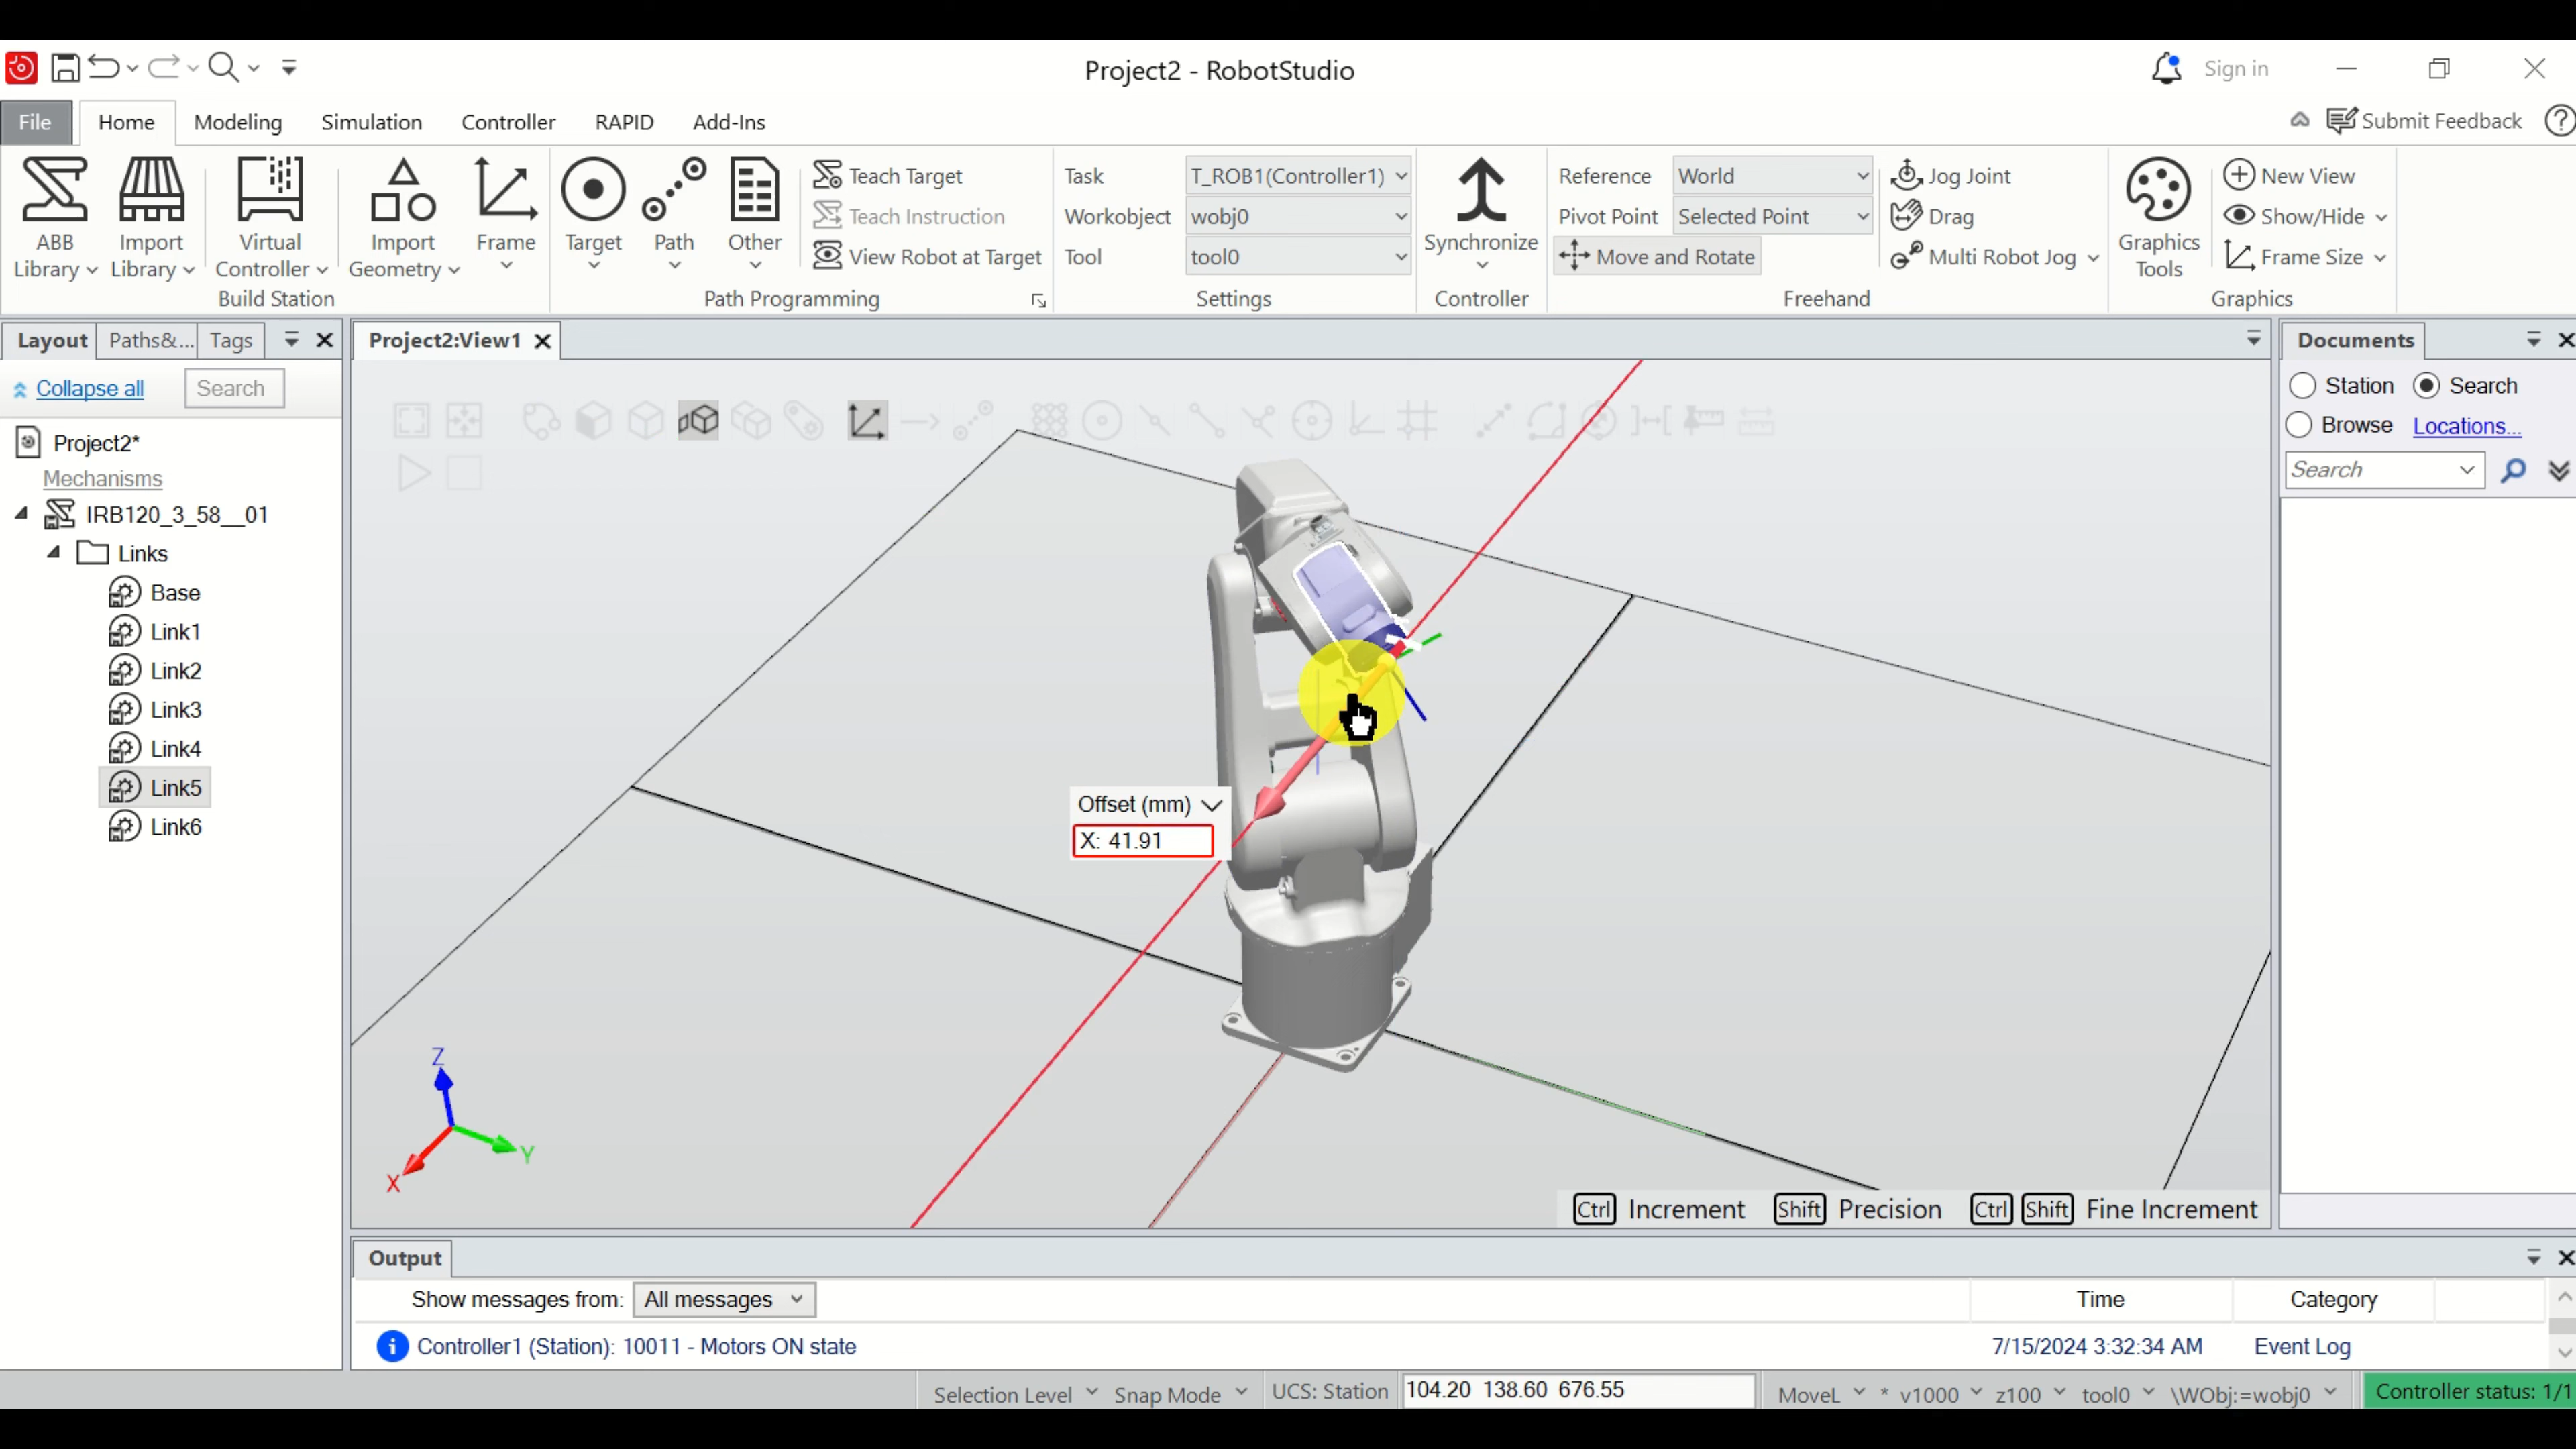 Project2 - RobotStudio
Sign in
File Home Modeling Simulation Controller RAPID Add-Ins
Submit Feedback
ABB Library
Import Library
Virtual Controller
Import Geometry
Frame
Build Station
Target
Path
Other
Teach Target
Teach Instruction
View Robot at Target
Path Programming
Task T_ROB1(Controller1)
Workobject wobj0
Tool tool0
Settings
Synchronize
Controller
Reference World
Pivot Point Selected Point
Move and Rotate
Jog Joint
Drag
Multi Robot Jog
Freehand
Graphics Tools
New View
Show/Hide
Frame Size
Graphics
Layout Paths&... Tags
Collapse all Search
Project2*
Mechanisms
IRB120_3_58__01
Links
Base
Link1
Link2
Link3
Link4
Link5
Link6
Project2:View1
Offset (mm)
X: 41.91
Z
Y
X
Ctrl Increment Shift Precision Ctrl Shift Fine Increment
Documents
Station Search
Browse Locations...
Search
Output
Show messages from: All messages Time Category
i Controller1 (Station): 10011 - Motors ON state 7/15/2024 3:32:34 AM Event Log
Selection Level Snap Mode UCS: Station 104.20 138.60 676.55 MoveL * v1000 z100 tool0 \WObj:=wobj0 Controller status: 1/1